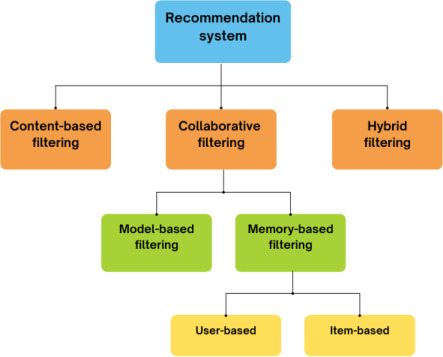 Recommendation
system
Content-based
filtering
Collaborative
filtering
Hybrid
filtering
Model-based
filtering
Memory-based
filtering
User-based
Item-based